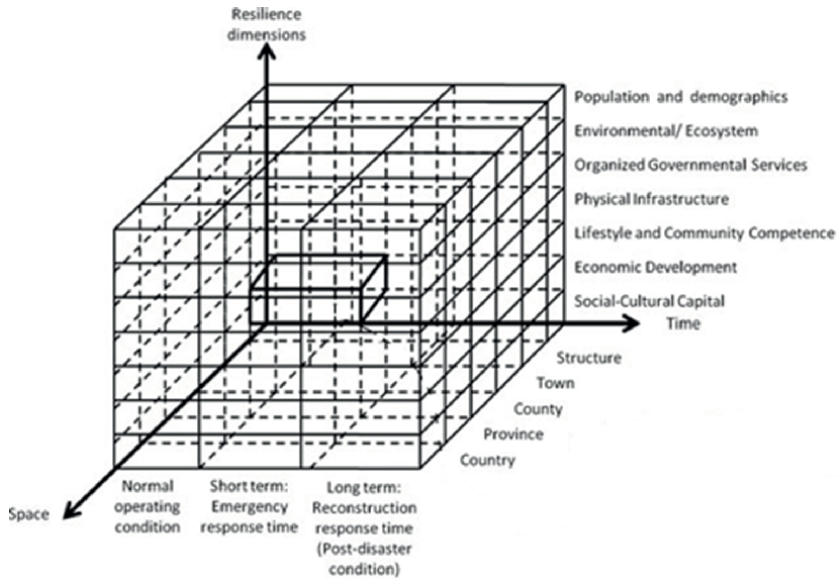 Resilience
dimensions
Population and demographics
Environmental/ Ecosystem
Organized Governmental Services
Physical Infrastructure
Lifestyle and Community Competence
Economic Development
Social-Cultural Capital
Time
Structure
Town
County
Province
Country
Space
Normal
operating
condition
Short term:
Emergency
response time
Long term:
Reconstruction
response time
(Post-disaster
condition)